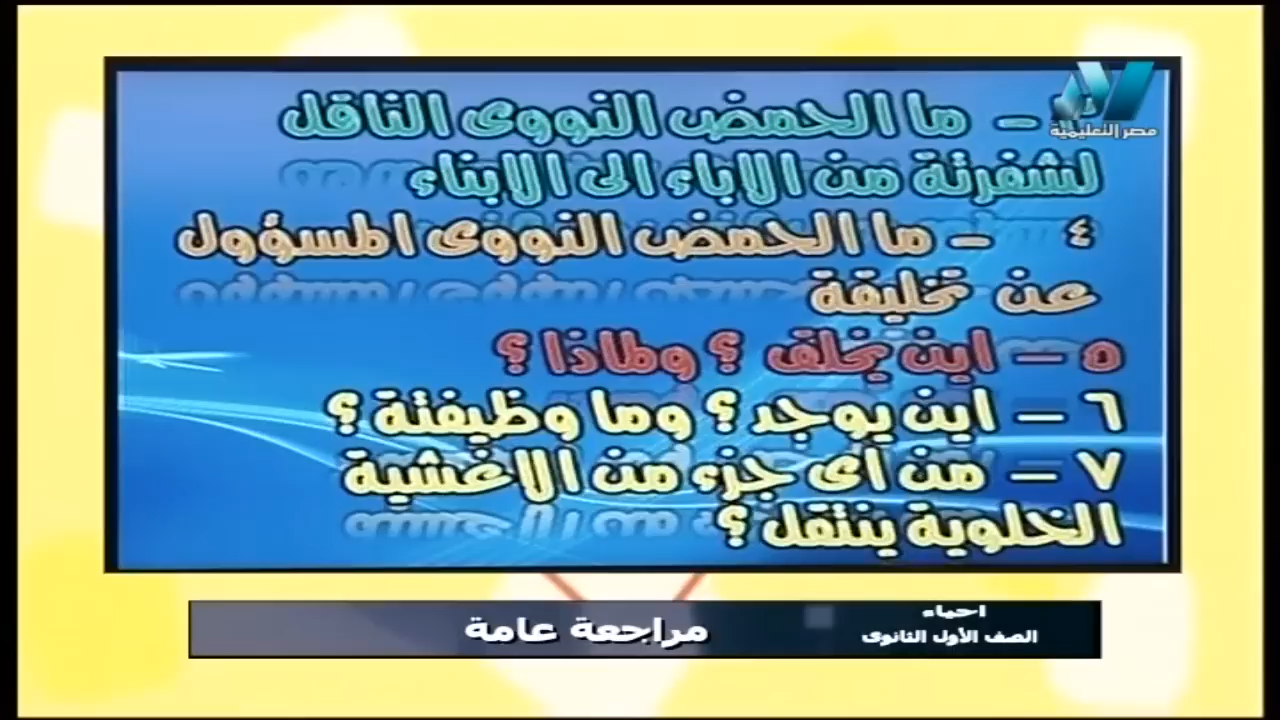 مصر التعليمية
- ما الحمض النووى الناقل
لشفرتة من الاباء الى الابناء
٤ - ما الحمض النووى المسؤول
عن تخليقة
٥ - اين يخلق ؟ ولماذا ؟
٦ - اين يوجد ؟ وما وظيفتة ؟
٧ - من أى جزء من الاغشية
الخلوية ينتقل ؟
احياء
الصف الأول الثانوى
مراجعة عامة